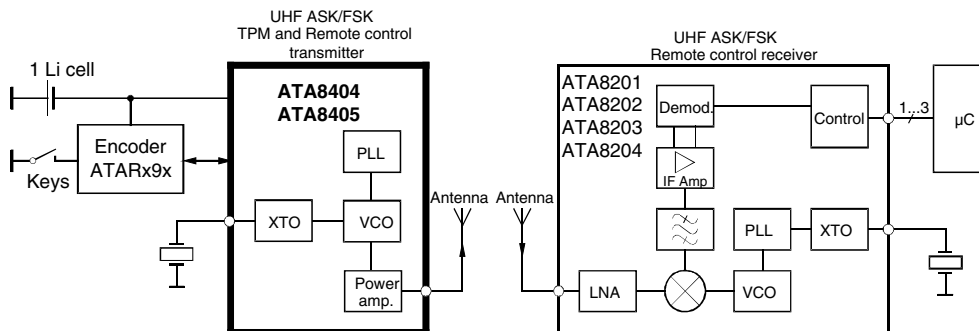 UHF ASK/FSK
TPM and Remote control
transmitter
1 Li cell
ATA8404
ATA8405
Encoder
ATARx9x
Keys
PLL
XTO
VCO
Power
amp.
Antenna
UHF ASK/FSK
Remote control receiver
ATA8201
ATA8202
ATA8203
ATA8204
Demod.
Control
1...3
µC
IF Amp
Antenna
PLL
XTO
LNA
VCO